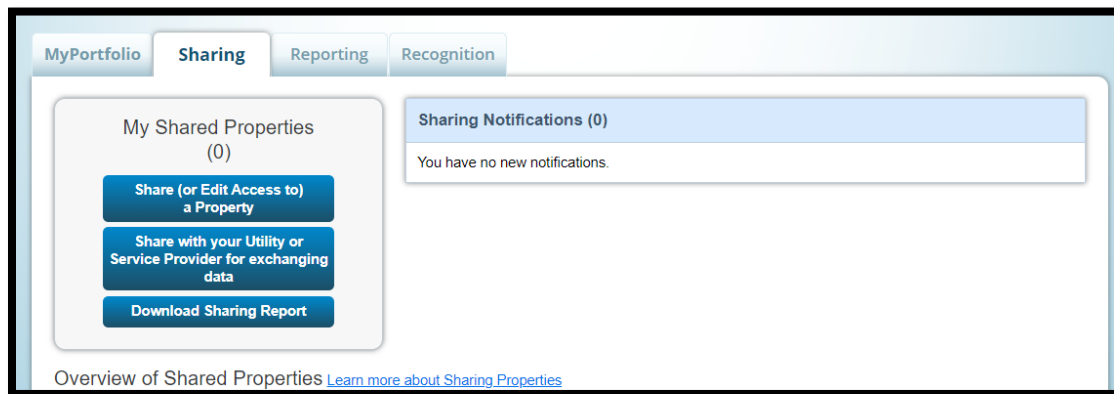 MyPortfolio Sharing Reporting Recognition
My Shared Properties
(0)
Share (or Edit Access to)
a Property
Share with your Utility or
Service Provider for exchanging
data
Download Sharing Report
Sharing Notifications (0)
You have no new notifications.
Overview of Shared Properties Learn more about Sharing Properties